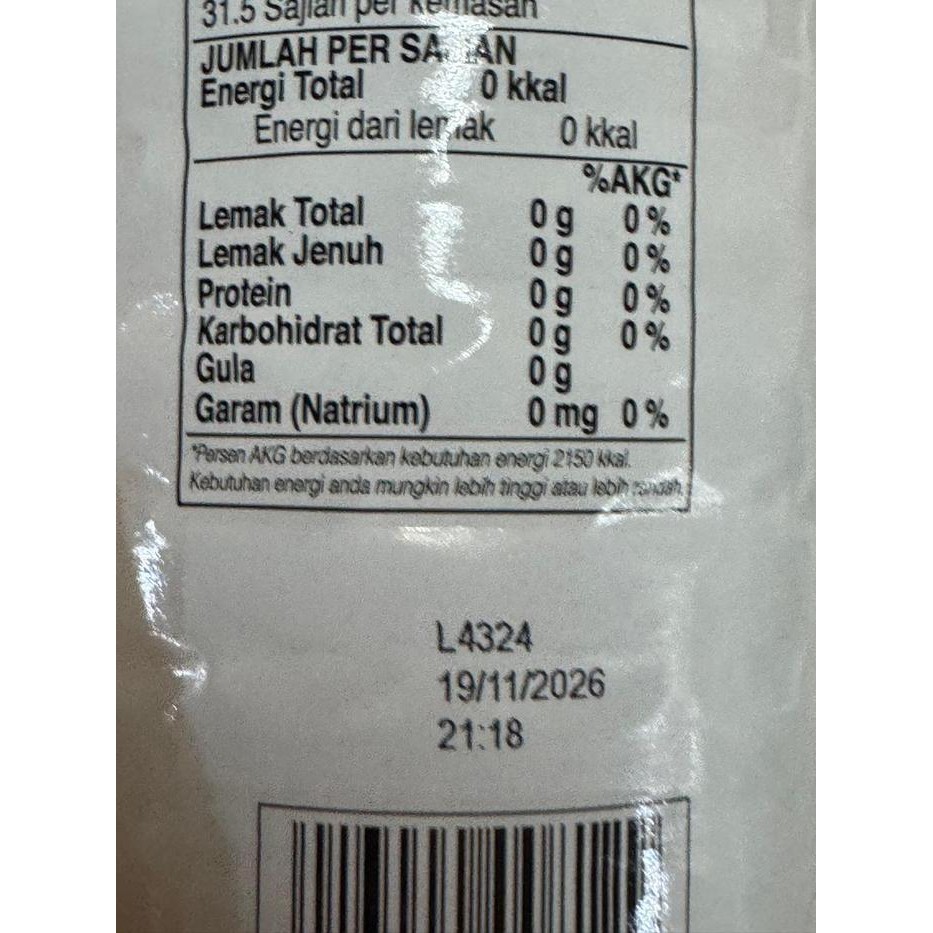 31.5 Sajian per Kemasan
JUMLAH PER SAJIAN
Energi Total 0 kkal
Energi dari lemak 0 kkal
%AKG*
Lemak Total 0 g 0 %
Lemak Jenuh 0 g 0 %
Protein 0 g 0 %
Karbohidrat Total 0 g 0 %
Gula 0 g
Garam (Natrium) 0 mg 0 %
*Persen AKG berdasarkan kebutuhan energi 2150 kkal.
Kebutuhan energi anda mungkin lebih tinggi atau lebih rendah.
L4324
19/11/2026
21:18